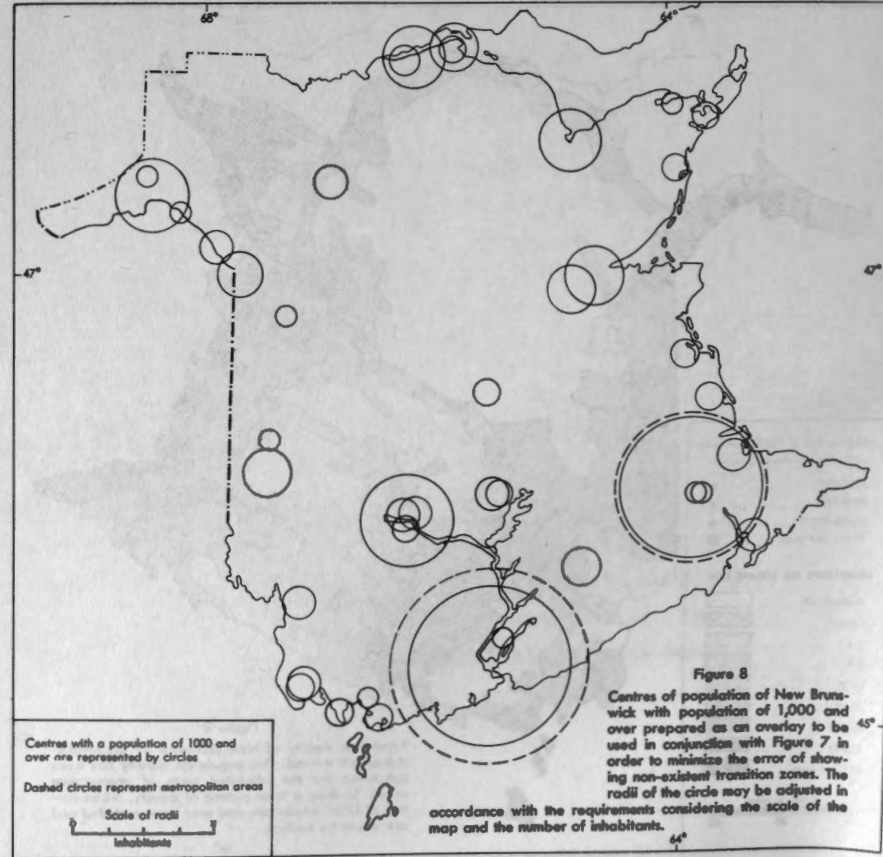 68°
64°
47°
47°
Figure 8
Centres of population of New Bruns-
wick with population of 1,000 and
over prepared as an overlay to be
used in conjunction with Figure 7 in
order to minimize the error of show-
ing non-existent transition zones. The
radii of the circle may be adjusted in
accordance with the requirements considering the scale of the
map and the number of inhabitants.
45°
64°
Centres with a population of 1000 and
over are represented by circles
Dashed circles represent metropolitan areas
Scale of radii
Inhabitants